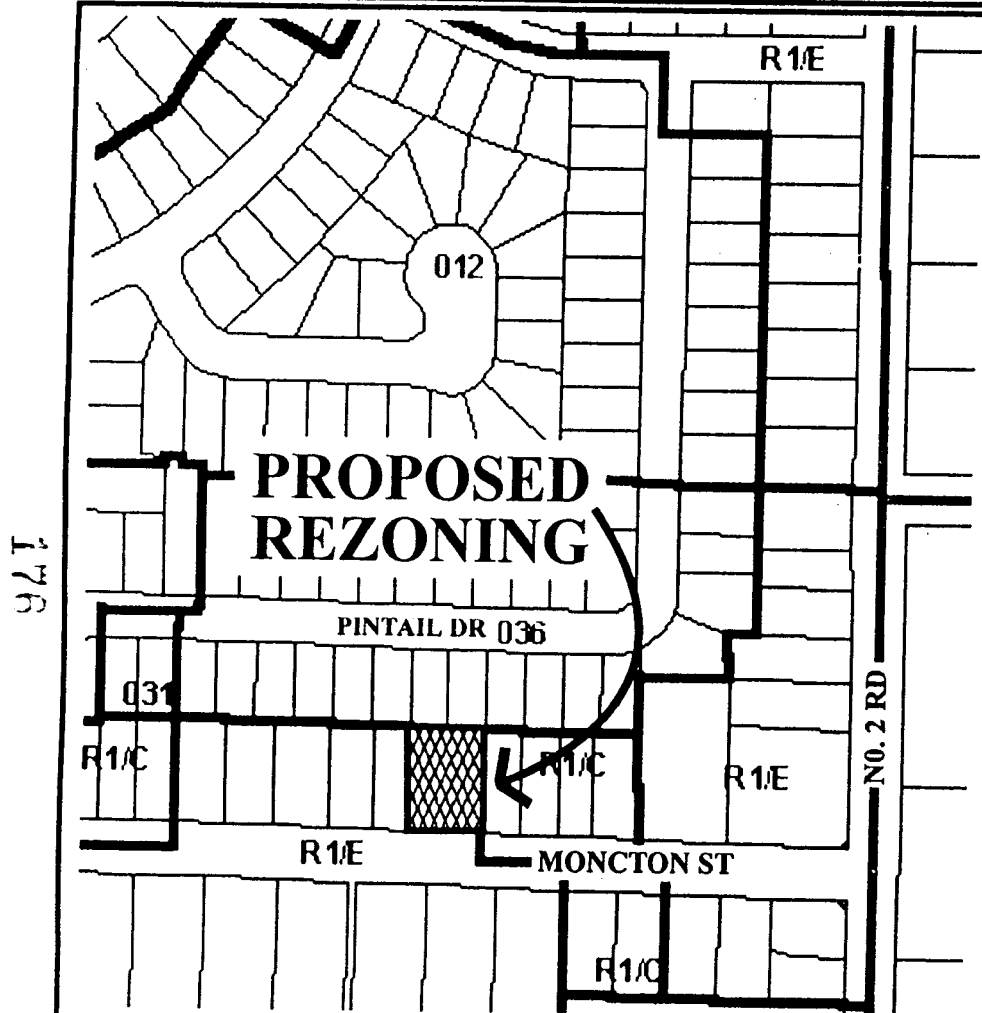 R1/E
012
PROPOSED
REZONING
176
PINTAIL DR 036
031
R1/C
R1/C
R1/E
NO. 2 RD
R1/E
MONCTON ST
R1/C